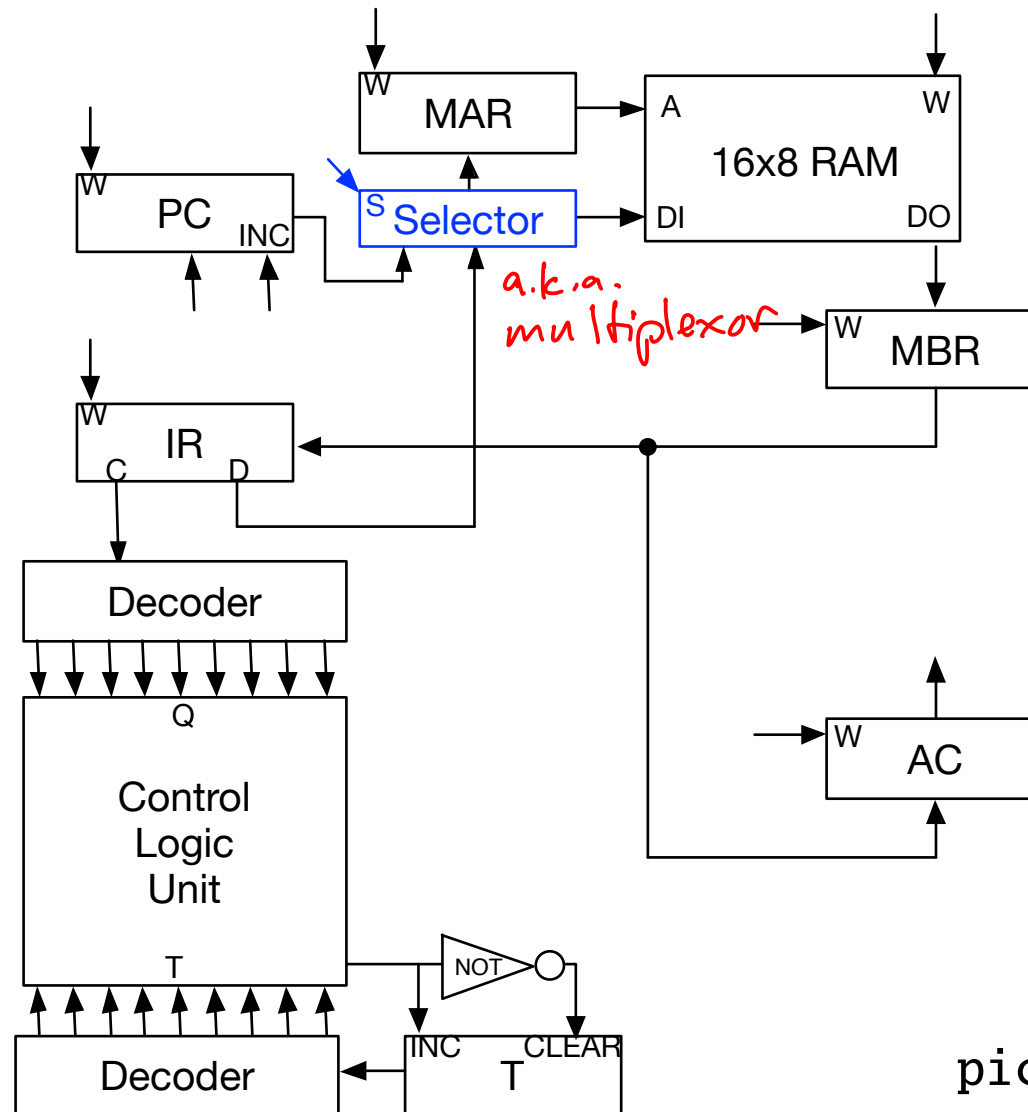 W
MAR
A
W
16x8 RAM
DI
DO
W
PC
INC
S
Selector
a.k.a.
multiplexor
W
MBR
W
IR
C
D
Decoder
Q
Control
Logic
Unit
T
W
AC
NOT
INC
CLEAR
T
Decoder
pic